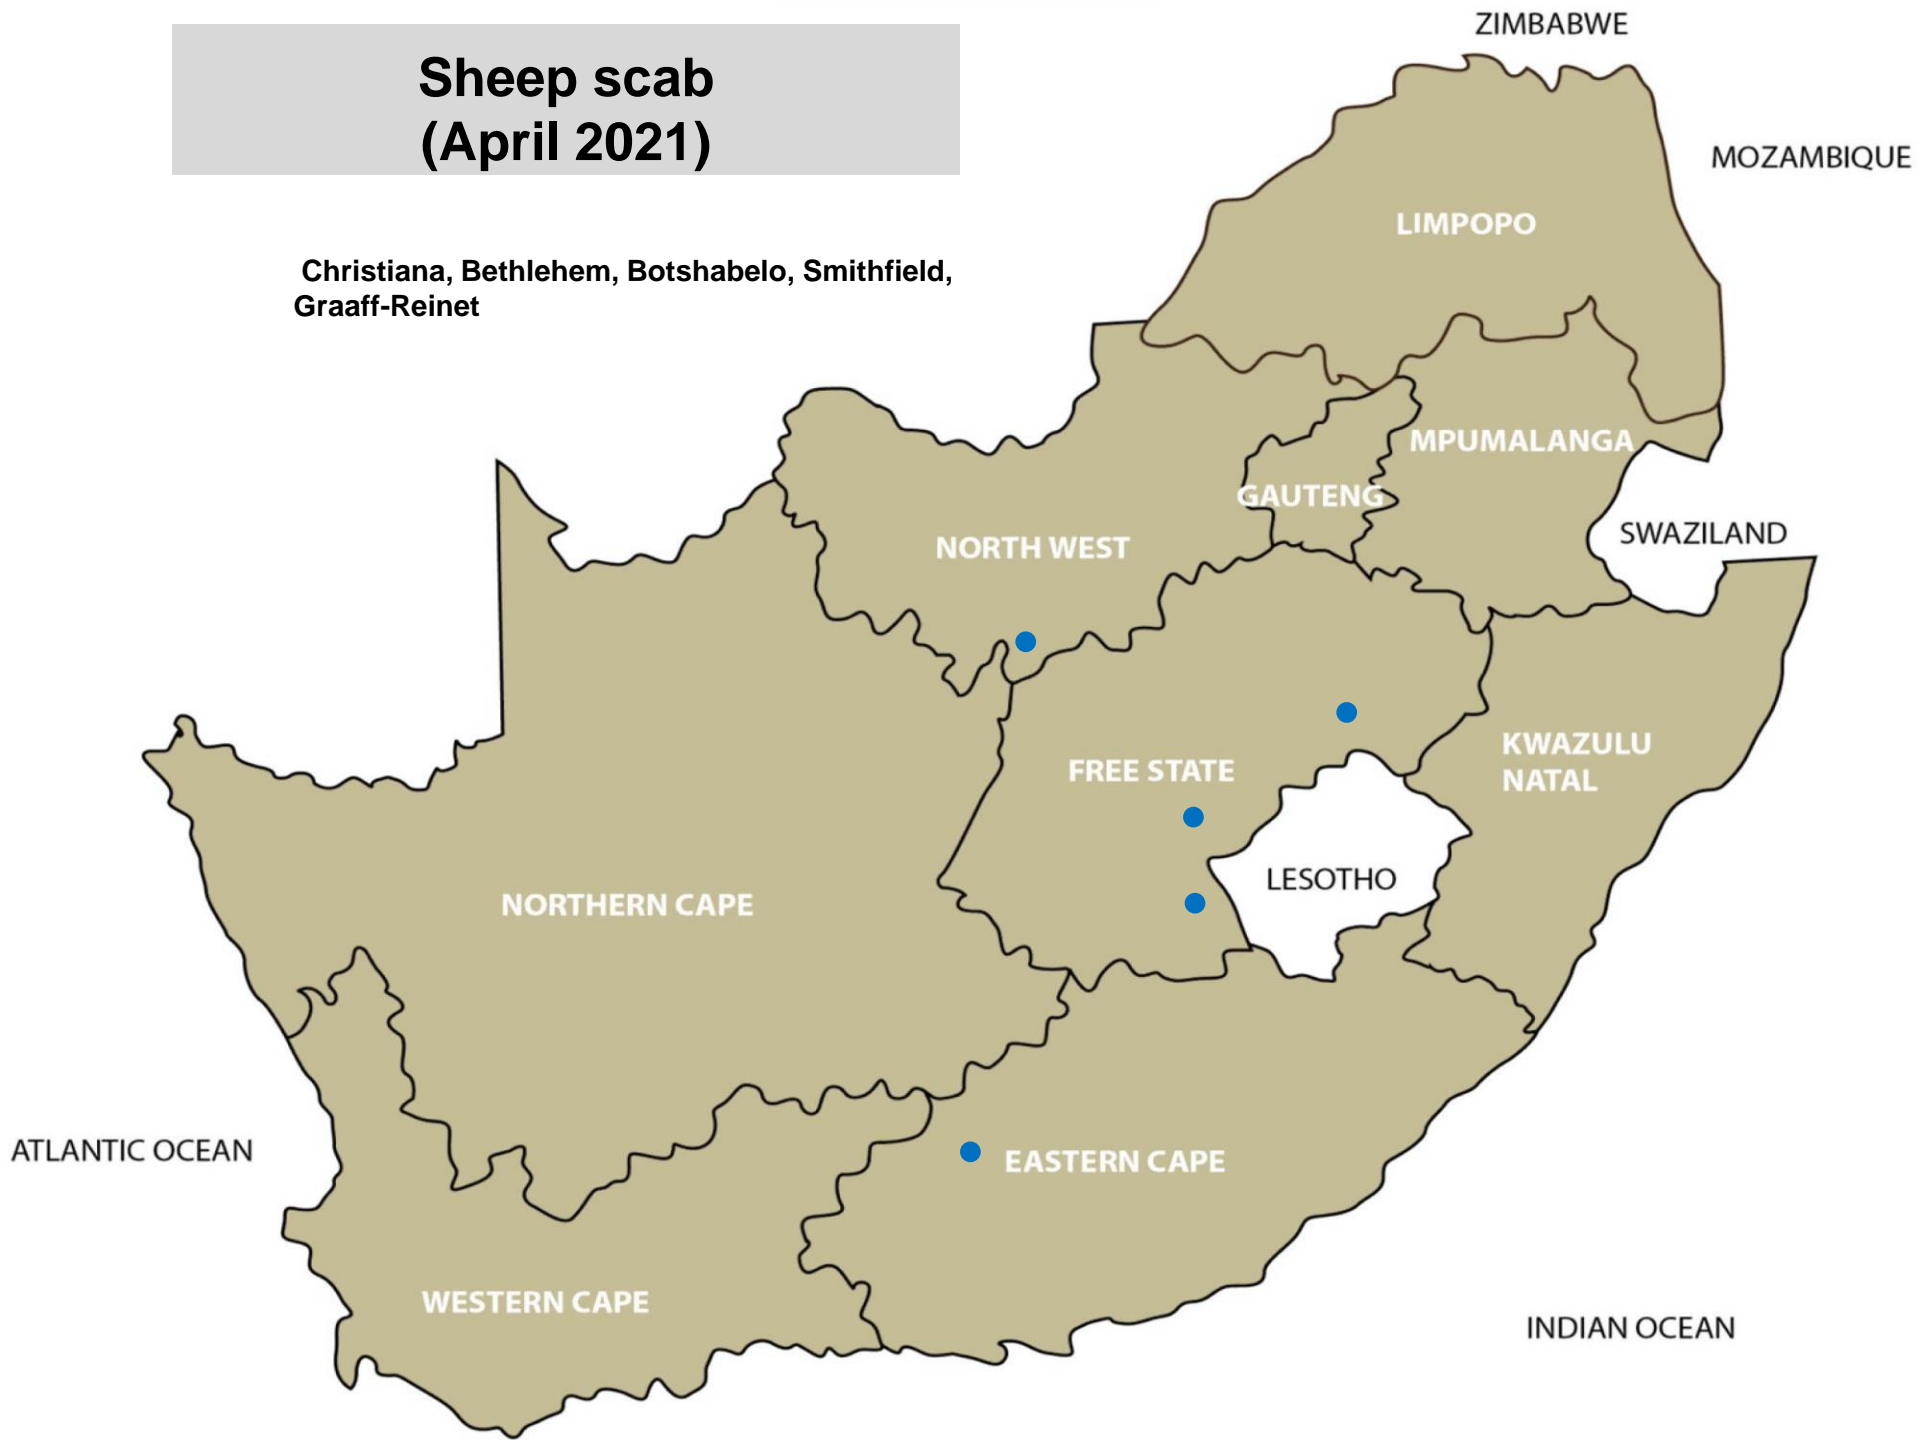 Sheep scab
(April 2021)
Christiana, Bethlehem, Botshabelo, Smithfield,
Graaff-Reinet
ZIMBABWE
MOZAMBIQUE
LIMPOPO
MPUMALANGA
GAUTENG
SWAZILAND
NORTH WEST
KWAZULU
NATAL
FREE STATE
LESOTHO
NORTHERN CAPE
ATLANTIC OCEAN
EASTERN CAPE
WESTERN CAPE
INDIAN OCEAN